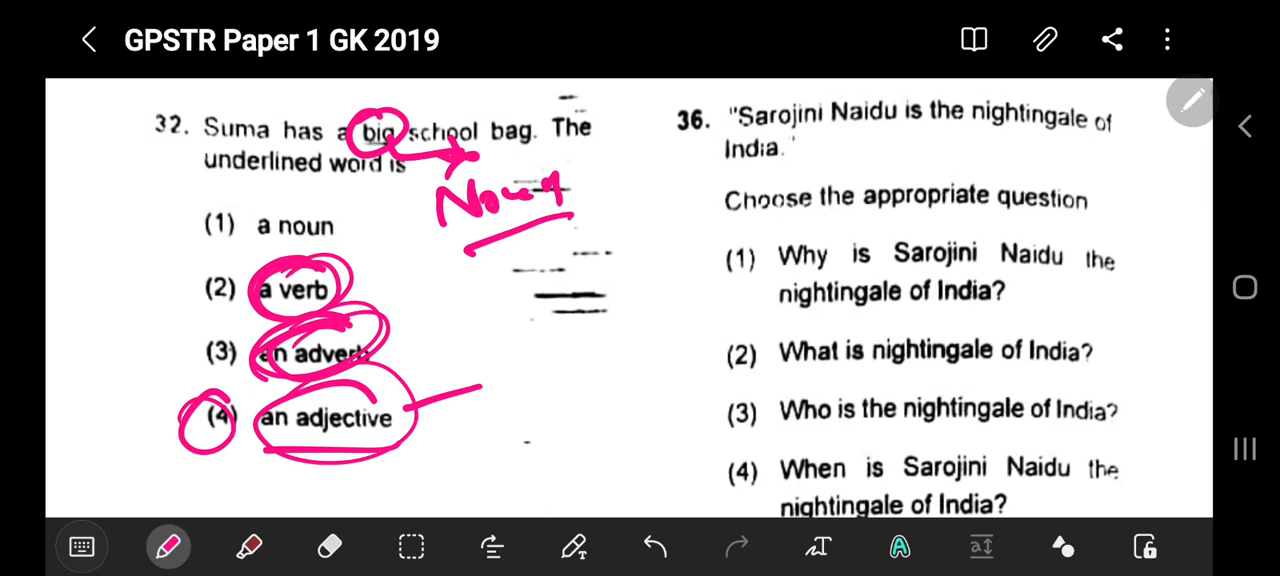 GPSTR Paper 1 GK 2019
32. Suma has a big school bag. The
underlined word is
Noun
(1) a noun
(2) a verb
(3) an adverb
(4) an adjective
36. "Sarojini Naidu is the nightingale of
India."
Choose the appropriate question
(1) Why is Sarojini Naidu the
nightingale of India?
(2) What is nightingale of India?
(3) Who is the nightingale of India?
(4) When is Sarojini Naidu the
nightingale of India?